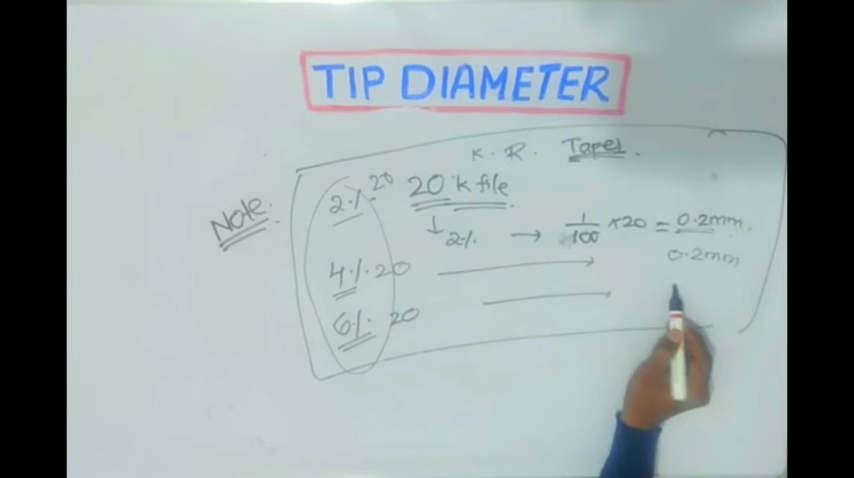 TIP DIAMETER
K. R. Taper.
Note:
2.%. 20 20 k file
↓ 2%. → 1/100 × 20 = 0.2mm.
0.2mm
4.%. 20
6%. 20